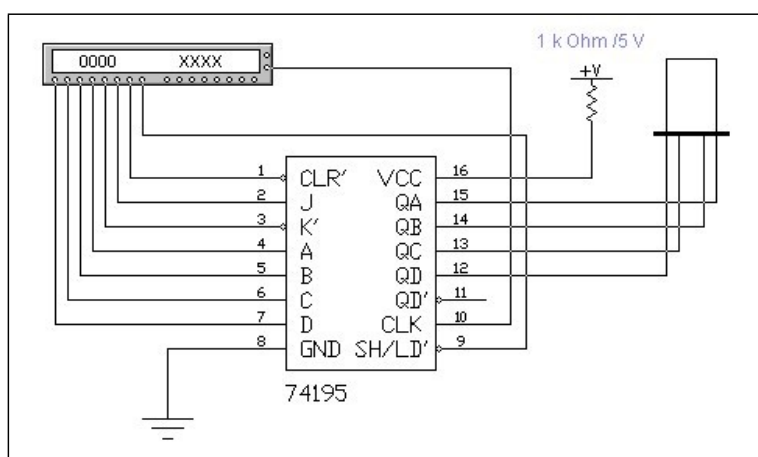 1 k Ohm /5 V
0000 XXXX
+V
1 CLR' VCC 16
2 J QA 15
3 K' QB 14
4 A QC 13
5 B QD 12
6 C QD' 11
7 D CLK 10
8 GND SH/LD' 9
74195